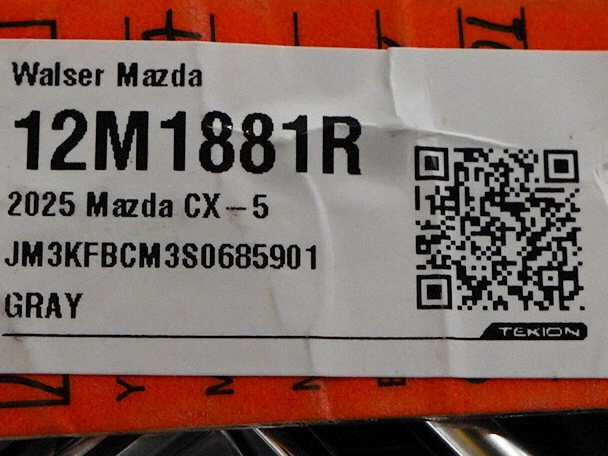 Walser Mazda
12M1881R
2025 Mazda CX-5
JM3KFBCM3S0685901
GRAY
TEKION